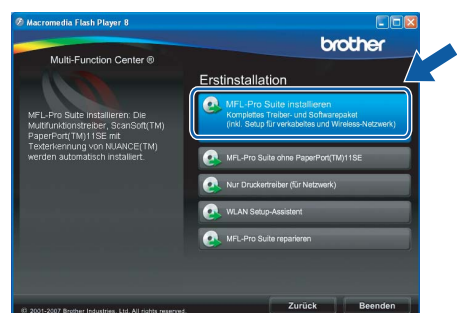 Macromedia Flash Player 8
brother
Multi-Function Center ®
Erstinstallation
MFL-Pro Suite installieren: Die
Multifunktionstreiber, ScanSoft(TM)
PaperPort(TM)11SE mit
Texterkennung von NUANCE(TM)
werden automatisch installiert.
MFL-Pro Suite installieren
Komplettes Treiber- und Softwarepaket
(inkl. Setup für verkabeltes und Wireless-Netzwerk)
MFL-Pro Suite ohne PaperPort(TM)11SE
Nur Druckertreiber (für Netzwerk)
WLAN Setup-Assistent
MFL-Pro Suite reparieren
Zurück
Beenden
© 2001-2007 Brother Industries, Ltd. All rights reserved.